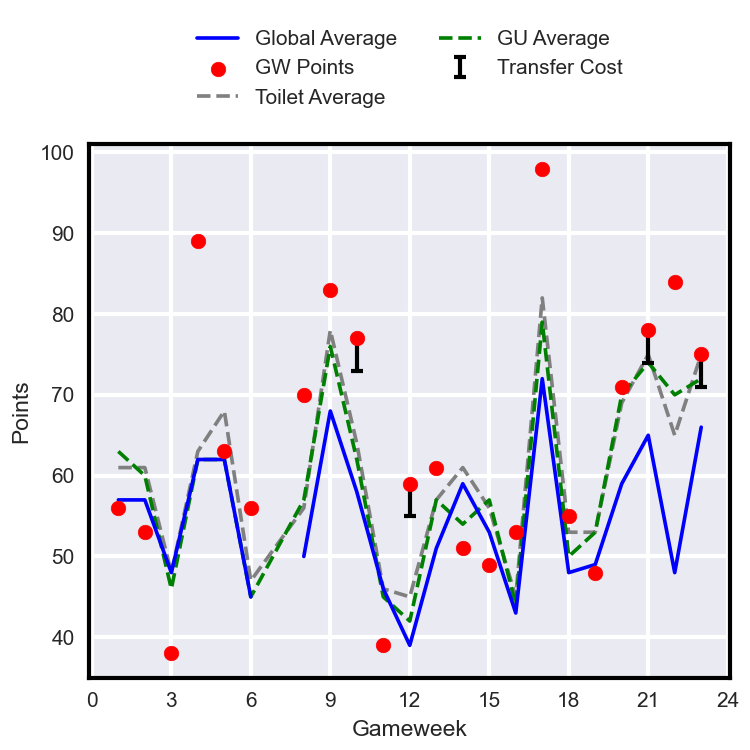 Global Average
GW Points
Toilet Average
GU Average
Transfer Cost
100
90
80
70
60
50
40
Points
0 3 6 9 12 15 18 21 24
Gameweek